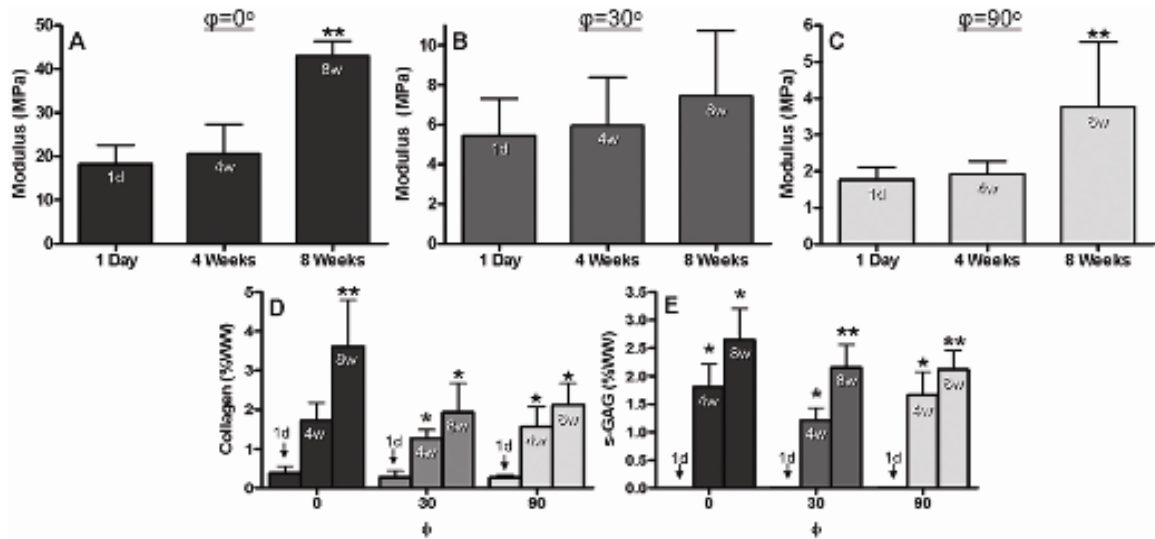 φ=0°
A
**
Modulus (MPa)
50
40
30
20
10
0
1d
4w
8w
1 Day
4 Weeks
8 Weeks
φ=30°
B
Modulus (MPa)
10
8
6
4
2
0
1d
4w
8w
1 Day
4 Weeks
8 Weeks
φ=90°
C
**
Modulus (MPa)
6
5
4
3
2
1
0
1d
4w
8w
1 Day
4 Weeks
8 Weeks
D
**
Collagen (%WW)
5
4
3
2
1
0
1d
4w
8w
1d
*
4w
*
8w
1d
*
4w
*
8w
0
30
90
ϕ
E
s-GAG (%WW)
3.5
3.0
2.5
2.0
1.5
1.0
0.5
0.0
1d
*
4w
*
8w
1d
*
4w
**
8w
1d
*
4w
**
8w
0
30
90
ϕ